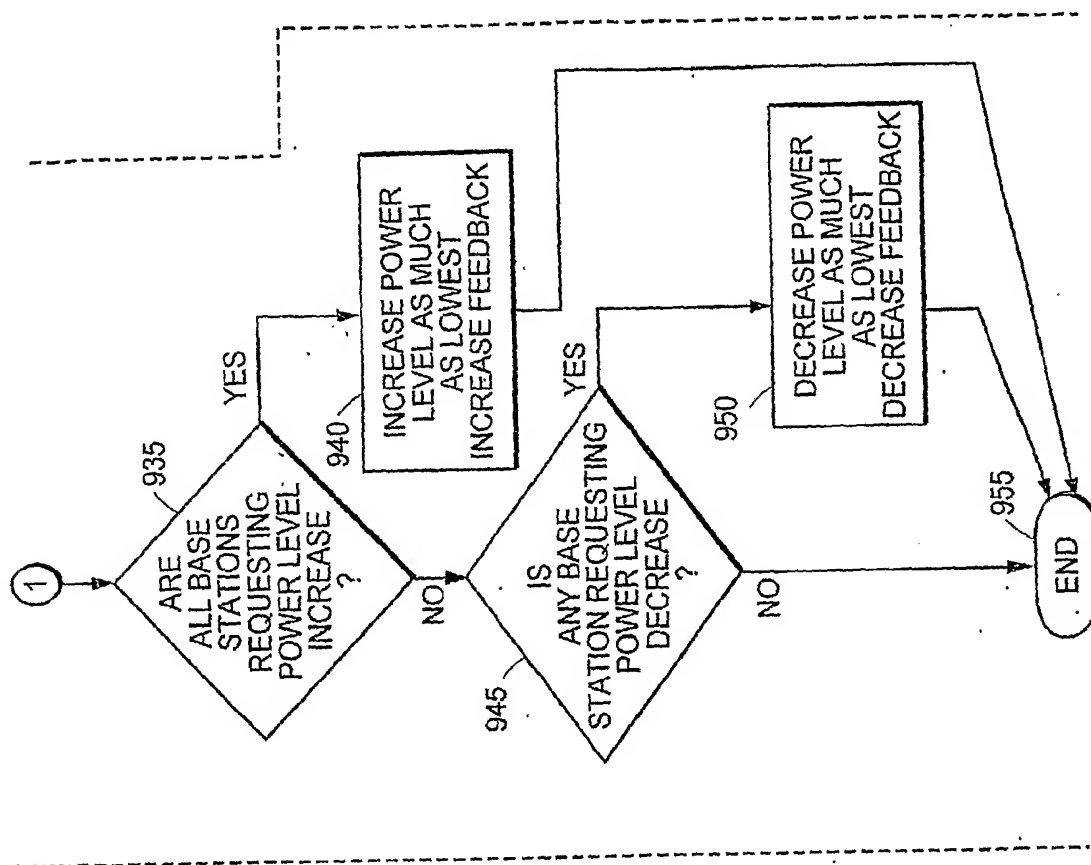 1
ARE
ALL BASE
STATIONS
REQUESTING
POWER LEVEL
INCREASE
?
935
YES
NO
940
INCREASE POWER
LEVEL AS MUCH
AS LOWEST
INCREASE FEEDBACK
IS
ANY BASE
STATION REQUESTING
POWER LEVEL
DECREASE
?
945
YES
NO
950
DECREASE POWER
LEVEL AS MUCH
AS LOWEST
DECREASE FEEDBACK
END
955